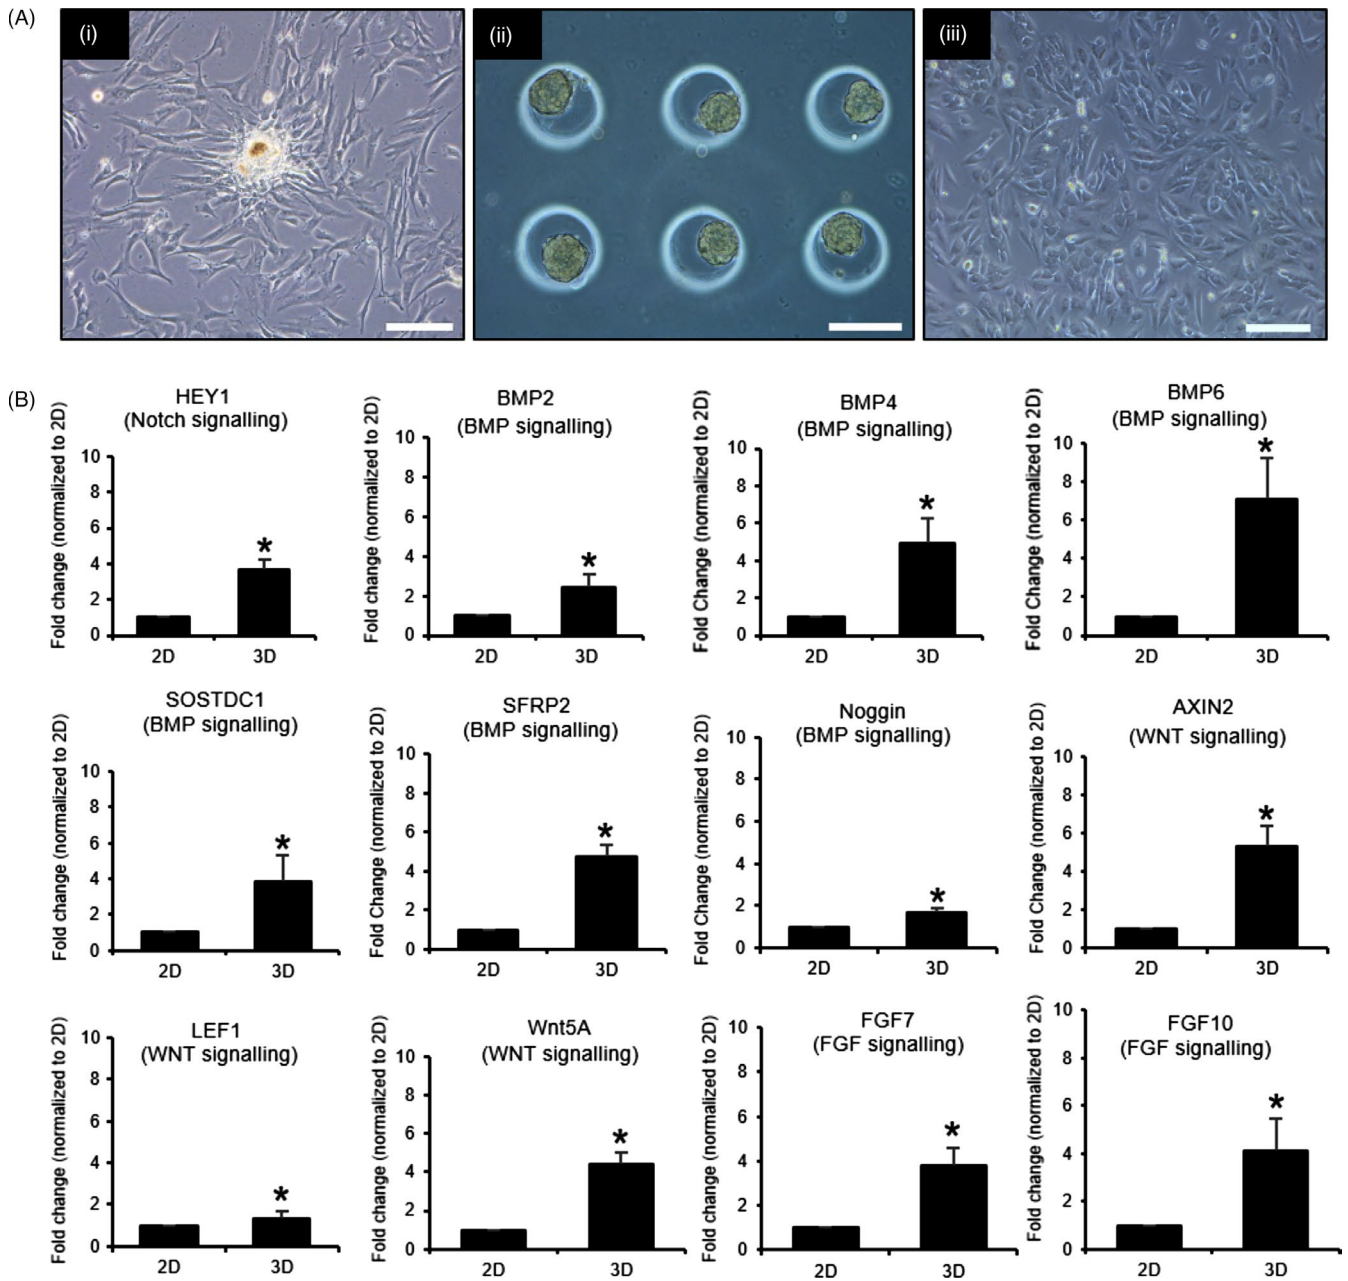 (A)
(i)
(ii)
(iii)
(B)
HEY1
(Notch signalling)
Fold change (normalized to 2D)
10
8
6
4
2
0
2D
3D
*
BMP2
(BMP signalling)
Fold change (normalized to 2D)
10
8
6
4
2
0
2D
3D
*
BMP4
(BMP signalling)
Fold Change (normalized to 2D)
10
8
6
4
2
0
2D
3D
*
BMP6
(BMP signalling)
Fold Change (normalized to 2D)
10
8
6
4
2
0
2D
3D
*
SOSTDC1
(BMP signalling)
Fold change (normalized to 2D)
10
8
6
4
2
0
2D
3D
*
SFRP2
(BMP signalling)
Fold change (normalized to 2D)
10
8
6
4
2
0
2D
3D
*
Noggin
(BMP signalling)
Fold Change (normalized to 2D)
10
8
6
4
2
0
2D
3D
*
AXIN2
(WNT signalling)
Fold Change (normalized to 2D)
10
8
6
4
2
0
2D
3D
*
LEF1
(WNT signalling)
Fold change (normalized to 2D)
10
8
6
4
2
0
2D
3D
*
Wnt5A
(WNT signalling)
Fold change (normalized to 2D)
10
8
6
4
2
0
2D
3D
*
FGF7
(FGF signalling)
Fold change (normalized to 2D)
10
8
6
4
2
0
2D
3D
*
FGF10
(FGF signalling)
Fold change (normalized to 2D)
10
8
6
4
2
0
2D
3D
*